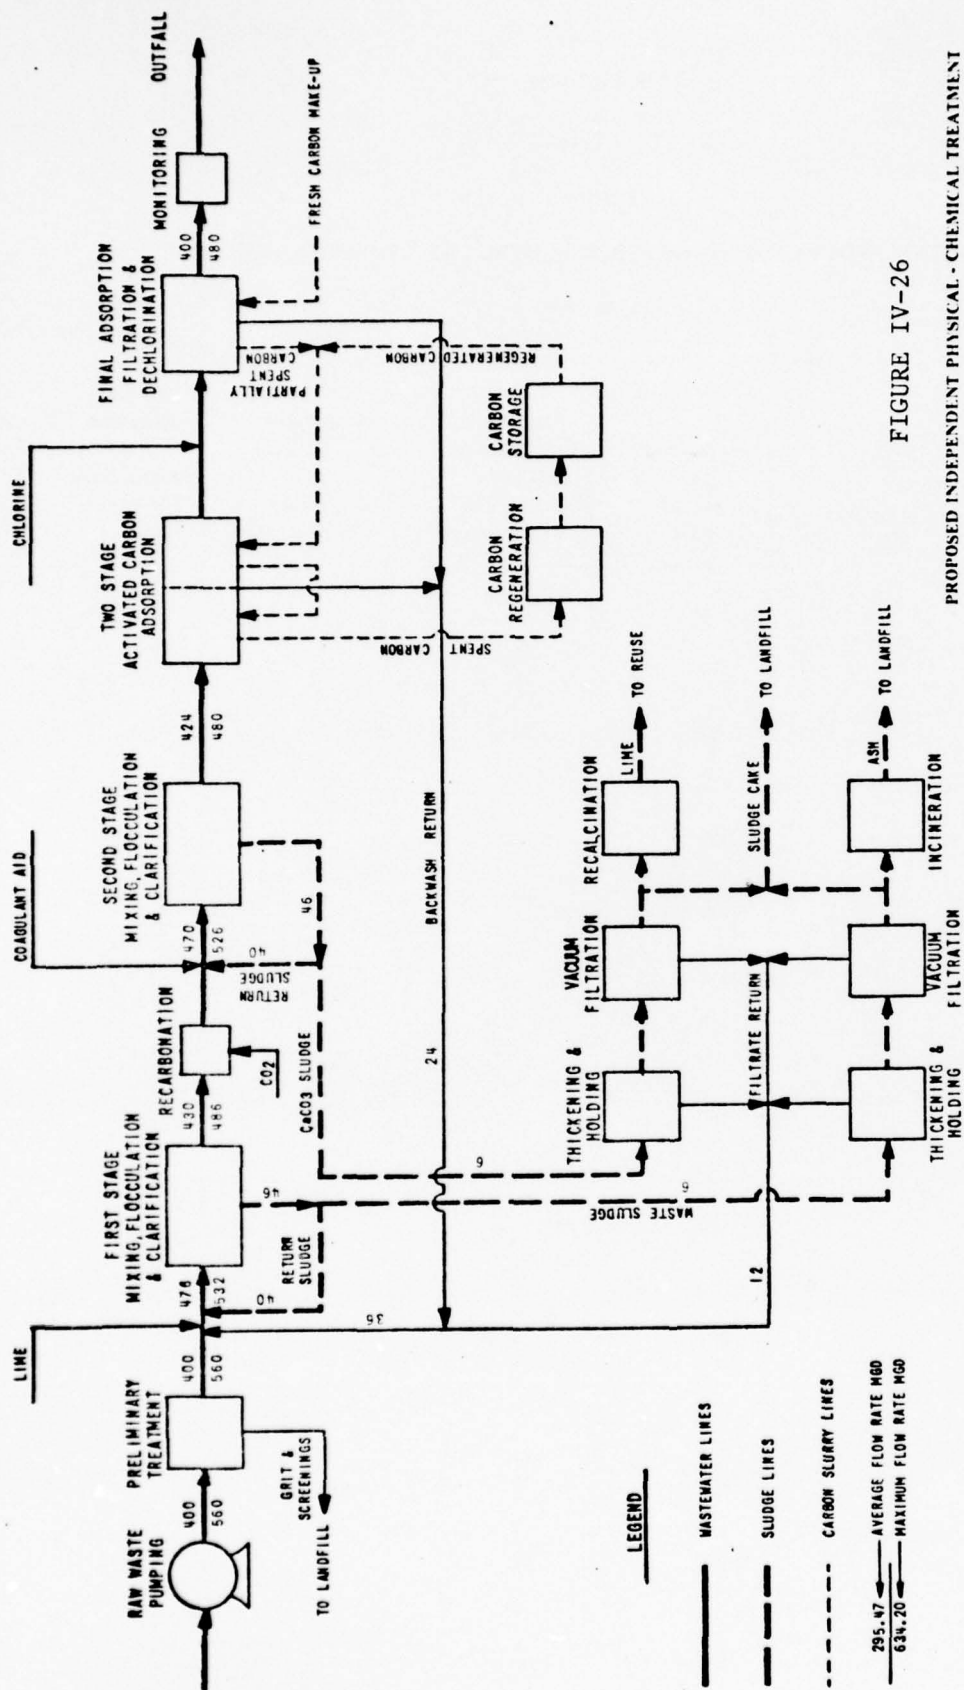 RAW WASTE
PUMPING
400
560
PRELIMINARY
TREATMENT
GRIT &
SCREENINGS
TO LANDFILL
400
560
LIME
476
532
FIRST STAGE
MIXING, FLOCCULATION
& CLARIFICATION
40
RETURN
SLUDGE
46
36
430
486
RECARBONATION
CO2
COAGULANT AID
470
526
40
RETURN
SLUDGE
SECOND STAGE
MIXING, FLOCCULATION
& CLARIFICATION
46
CaCO3 SLUDGE
424
480
TWO STAGE
ACTIVATED CARBON
ADSORPTION
CHLORINE
FINAL ADSORPTION
FILTRATION &
DECHLORINATION
400
480
MONITORING
OUTFALL
FRESH CARBON MAKE-UP
PARTIALLY
SPENT
CARBON
REGENERATED CARBON
SPENT CARBON
CARBON
REGENERATION
CARBON
STORAGE
BACKWASH RETURN
24
6
WASTE SLUDGE
6
12
THICKENING &
HOLDING
VACUUM
FILTRATION
RECALCINATION
LIME
TO REUSE
FILTRATE RETURN
SLUDGE CAKE
TO LANDFILL
THICKENING &
HOLDING
VACUUM
FILTRATION
INCINERATION
ASH
TO LANDFILL
LEGEND
WASTEWATER LINES
SLUDGE LINES
CARBON SLURRY LINES
295.47 AVERAGE FLOW RATE MGD
634.20 MAXIMUM FLOW RATE MGD
FIGURE IV-26
PROPOSED INDEPENDENT PHYSICAL - CHEMICAL TREATMENT